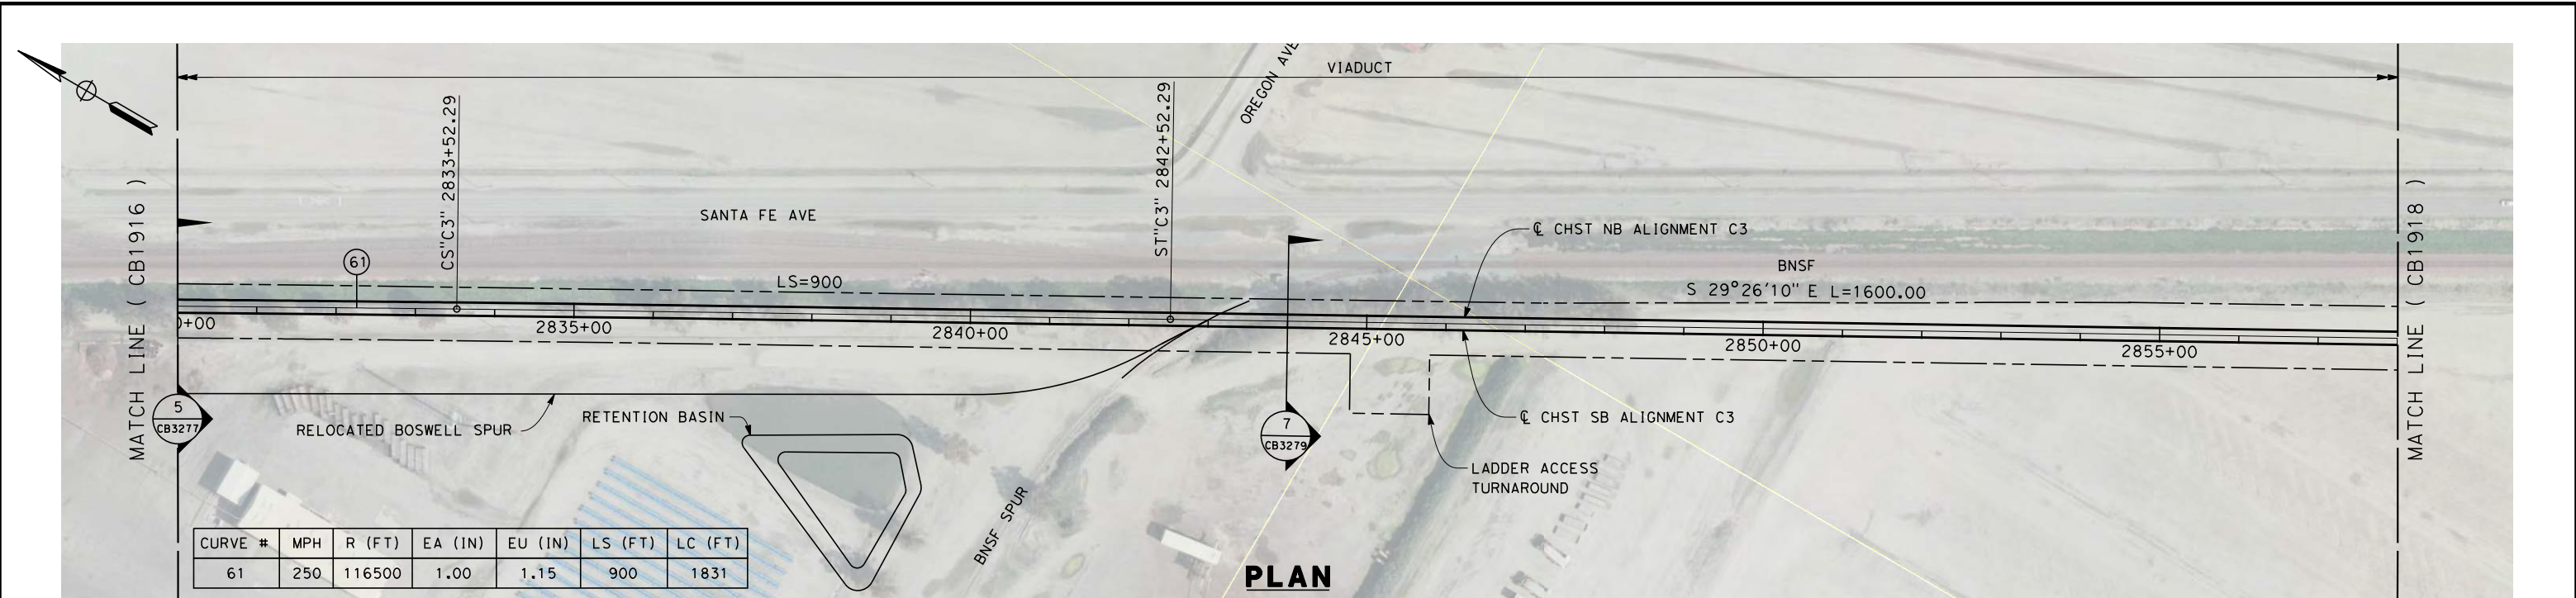 VIADUCT
OREGON AVE
CS"C3" 2833+52.29
ST"C3" 2842+52.29
MATCH LINE ( CB1916 )
MATCH LINE ( CB1918 )
SANTA FE AVE
℄ CHST NB ALIGNMENT C3
61
BNSF
LS=900
S 29°26'10" E L=1600.00
0+00
2835+00
2840+00
2845+00
2850+00
2855+00
5
CB3277
RELOCATED BOSWELL SPUR
RETENTION BASIN
7
CB3279
℄ CHST SB ALIGNMENT C3
LADDER ACCESS
TURNAROUND
BNSF SPUR
CURVE # MPH R (FT) EA (IN) EU (IN) LS (FT) LC (FT)
61 250 116500 1.00 1.15 900 1831
PLAN